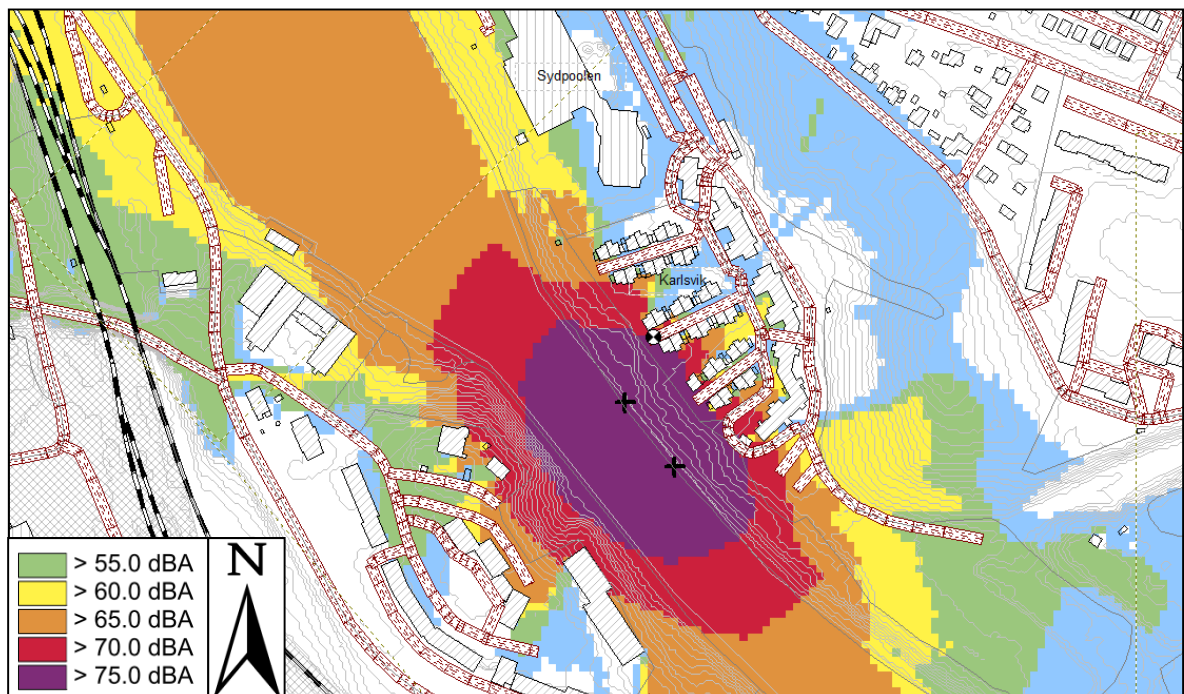 Sydpoolen
Karlsvik
> 55.0 dBA
> 60.0 dBA
> 65.0 dBA
> 70.0 dBA
> 75.0 dBA
N